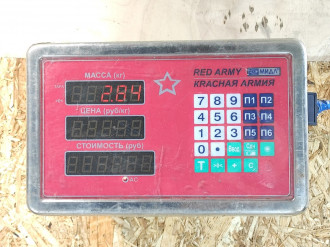 МАССА (кг)
284
ЦЕНА (руб/кг)
СТОИМОСТЬ (руб)
RED ARMY МИДЛ
КРАСНАЯ АРМИЯ
7 8 9 П1 П2
4 5 6 П3 П4
1 2 3 П5 П6
0
T + C